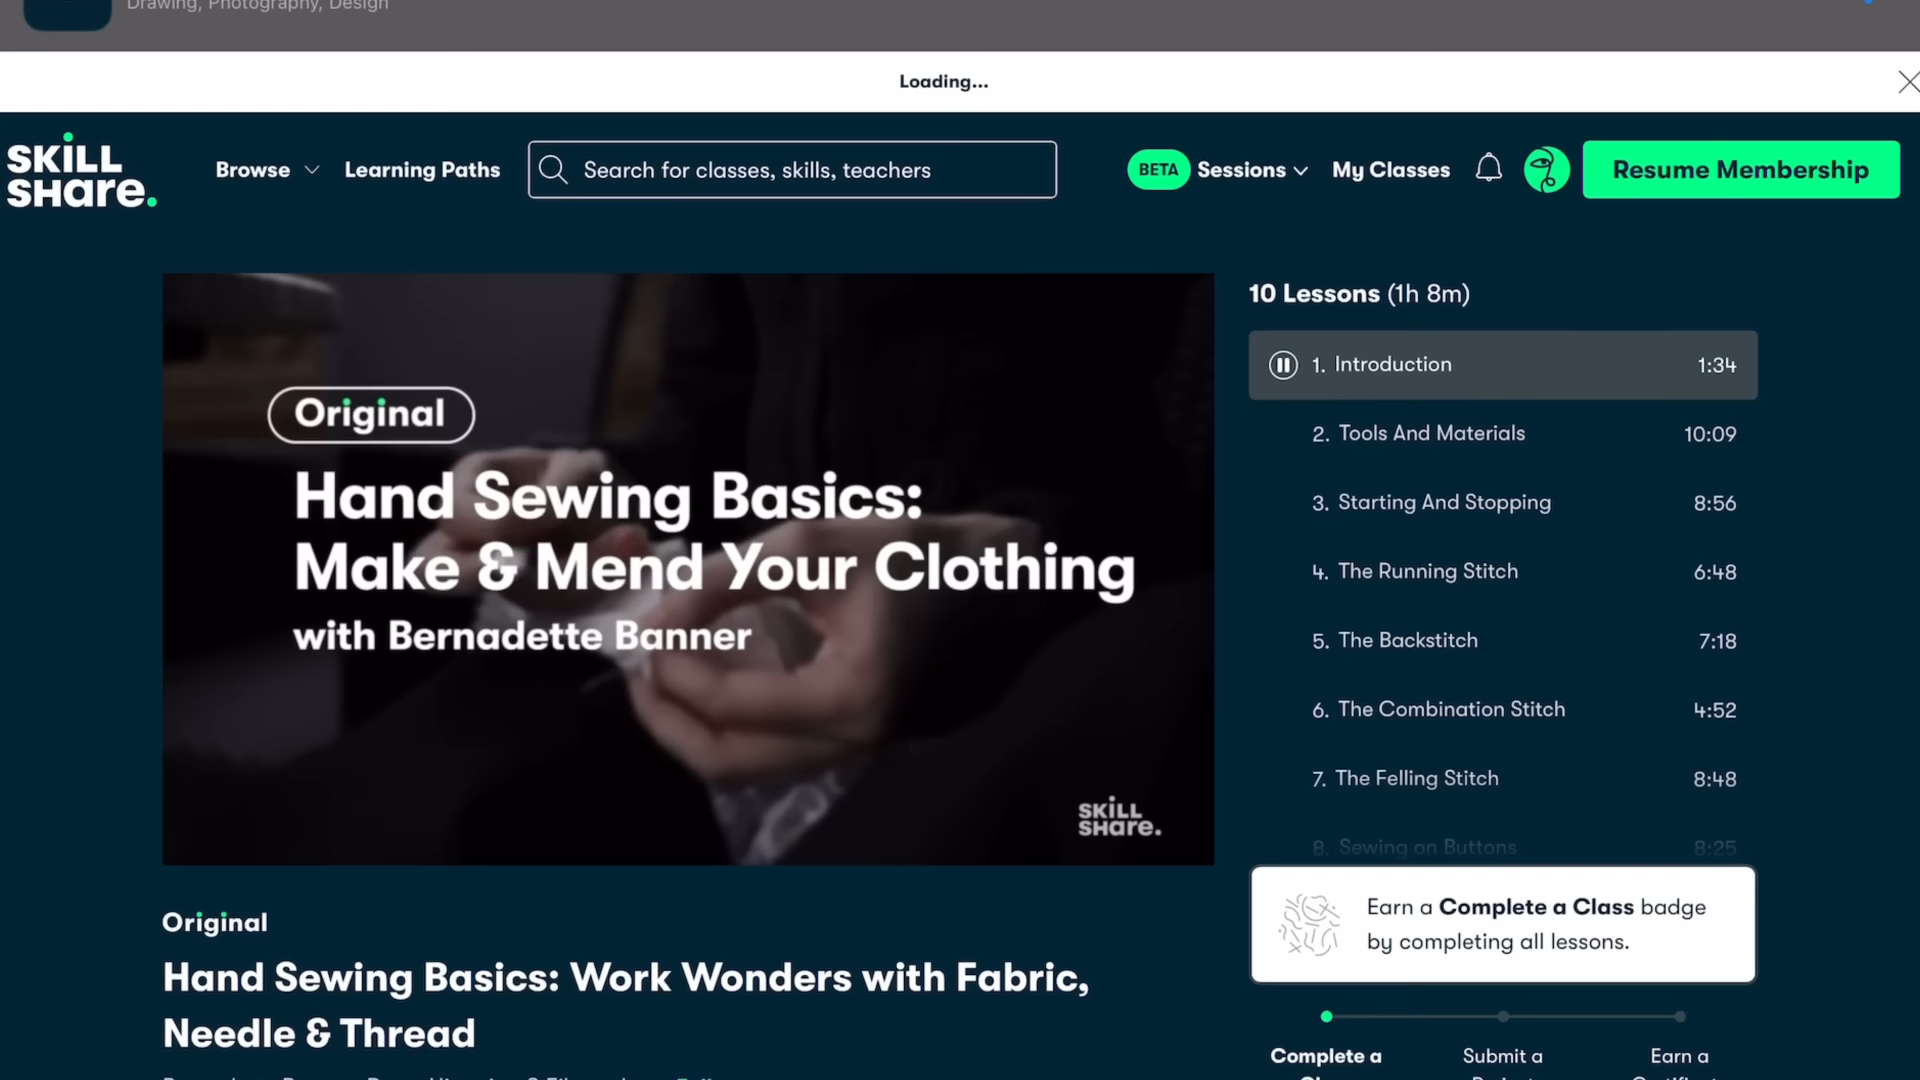 Drawing, Photography, Design
Loading...
SKILL
SHare.
Browse
Learning Paths
Search for classes, skills, teachers
BETA
Sessions
My Classes
Resume Membership
Original
Hand Sewing Basics:
Make & Mend Your Clothing
with Bernadette Banner
SKILL
SHare.
10 Lessons (1h 8m)
1. Introduction 1:34
2. Tools And Materials 10:09
3. Starting And Stopping 8:56
4. The Running Stitch 6:48
5. The Backstitch 7:18
6. The Combination Stitch 4:52
7. The Felling Stitch 8:48
8. Sewing on Buttons 8:25
Earn a Complete a Class badge
by completing all lessons.
Complete a
Submit a
Earn a
Original
Hand Sewing Basics: Work Wonders with Fabric,
Needle & Thread